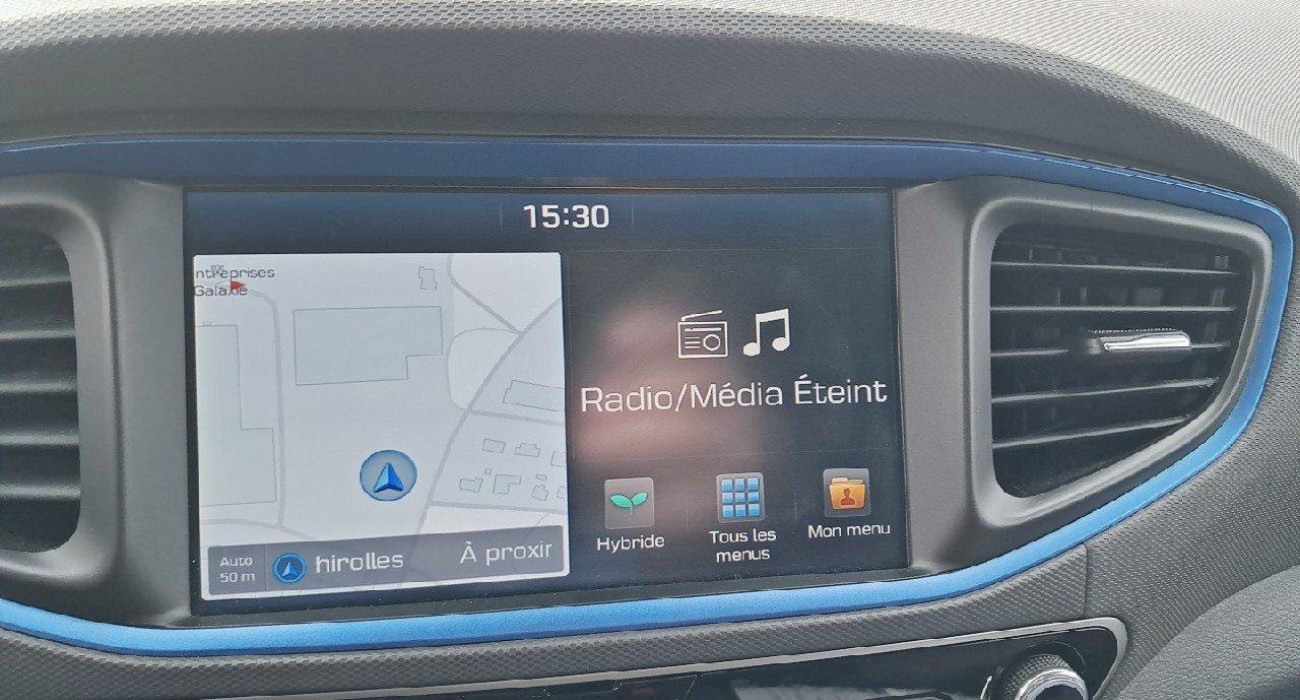 15:30
ntreprises
Galaxie
Radio/Média Éteint
Hybride
Tous les
menus
Mon menu
Auto
50 m
hirolles
À proxir